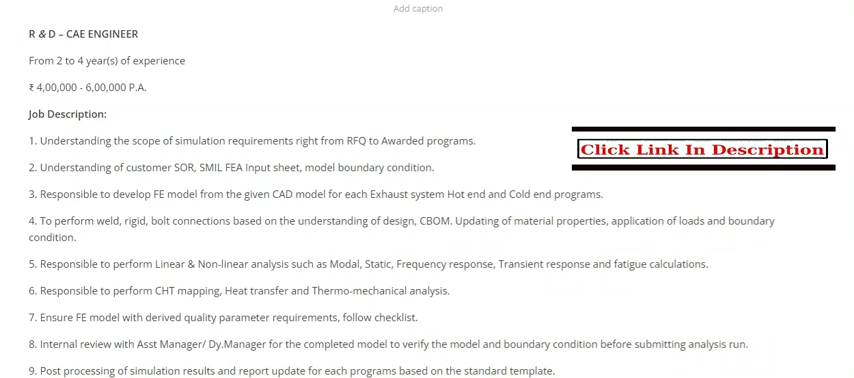 Add caption
R & D – CAE ENGINEER
From 2 to 4 year(s) of experience
₹ 4,00,000 - 6,00,000 P.A.
Job Description:
1. Understanding the scope of simulation requirements right from RFQ to Awarded programs.
Click Link In Description
2. Understanding of customer SOR, SMIL FEA Input sheet, model boundary condition.
3. Responsible to develop FE model from the given CAD model for each Exhaust system Hot end and Cold end programs.
4. To perform weld, rigid, bolt connections based on the understanding of design, CBOM. Updating of material properties, application of loads and boundary
condition.
5. Responsible to perform Linear & Non-linear analysis such as Modal, Static, Frequency response, Transient response and fatigue calculations.
6. Responsible to perform CHT mapping, Heat transfer and Thermo-mechanical analysis.
7. Ensure FE model with derived quality parameter requirements, follow checklist.
8. Internal review with Asst Manager/ Dy.Manager for the completed model to verify the model and boundary condition before submitting analysis run.
9. Post processing of simulation results and report update for each programs based on the standard template.